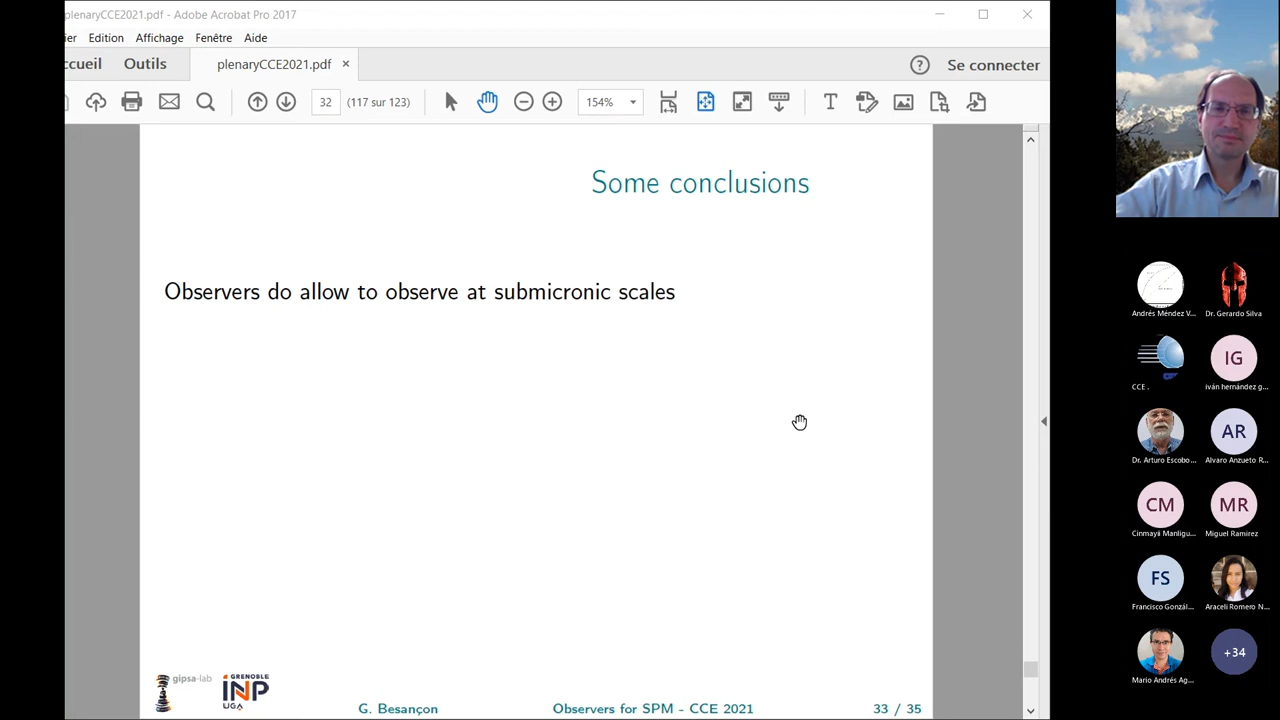 plenaryCCE2021.pdf - Adobe Acrobat Pro 2017
ier Edition Affichage Fenêtre Aide
ccueil Outils plenaryCCE2021.pdf × ? Se connecter
32 (117 sur 123) 154%
Some conclusions
Observers do allow to observe at submicronic scales
gipsa-lab GRENOBLE INP UGA
G. Besançon Observers for SPM - CCE 2021 33 / 35
Andrés Méndez V... Dr. Gerardo Silva
IG
CCE . iván hernández g...
AR
Dr. Arturo Escobo... Alvaro Anzueto R...
CM MR
Cinmayii Manligu... Miguel Ramírez
FS
Francisco Gonzál... Araceli Romero N...
+34
Mario Andrés Ag...